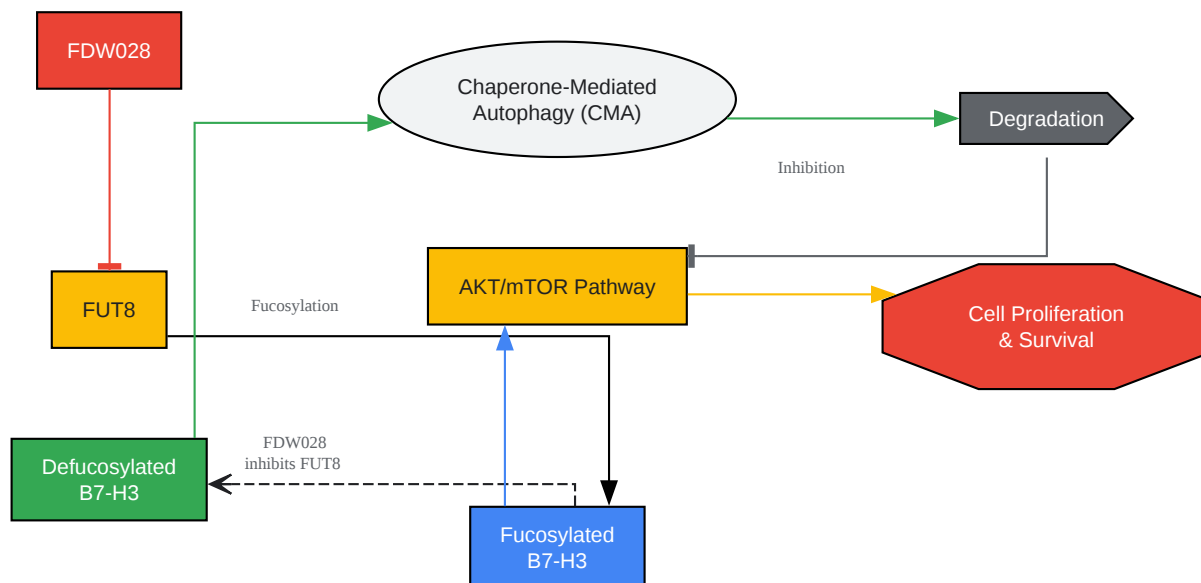 FDW028
Chaperone-Mediated
Autophagy (CMA)
Degradation
Inhibition
AKT/mTOR Pathway
FUT8
Fucosylation
Cell Proliferation
& Survival
FDW028
inhibits FUT8
Defucosylated
B7-H3
Fucosylated
B7-H3